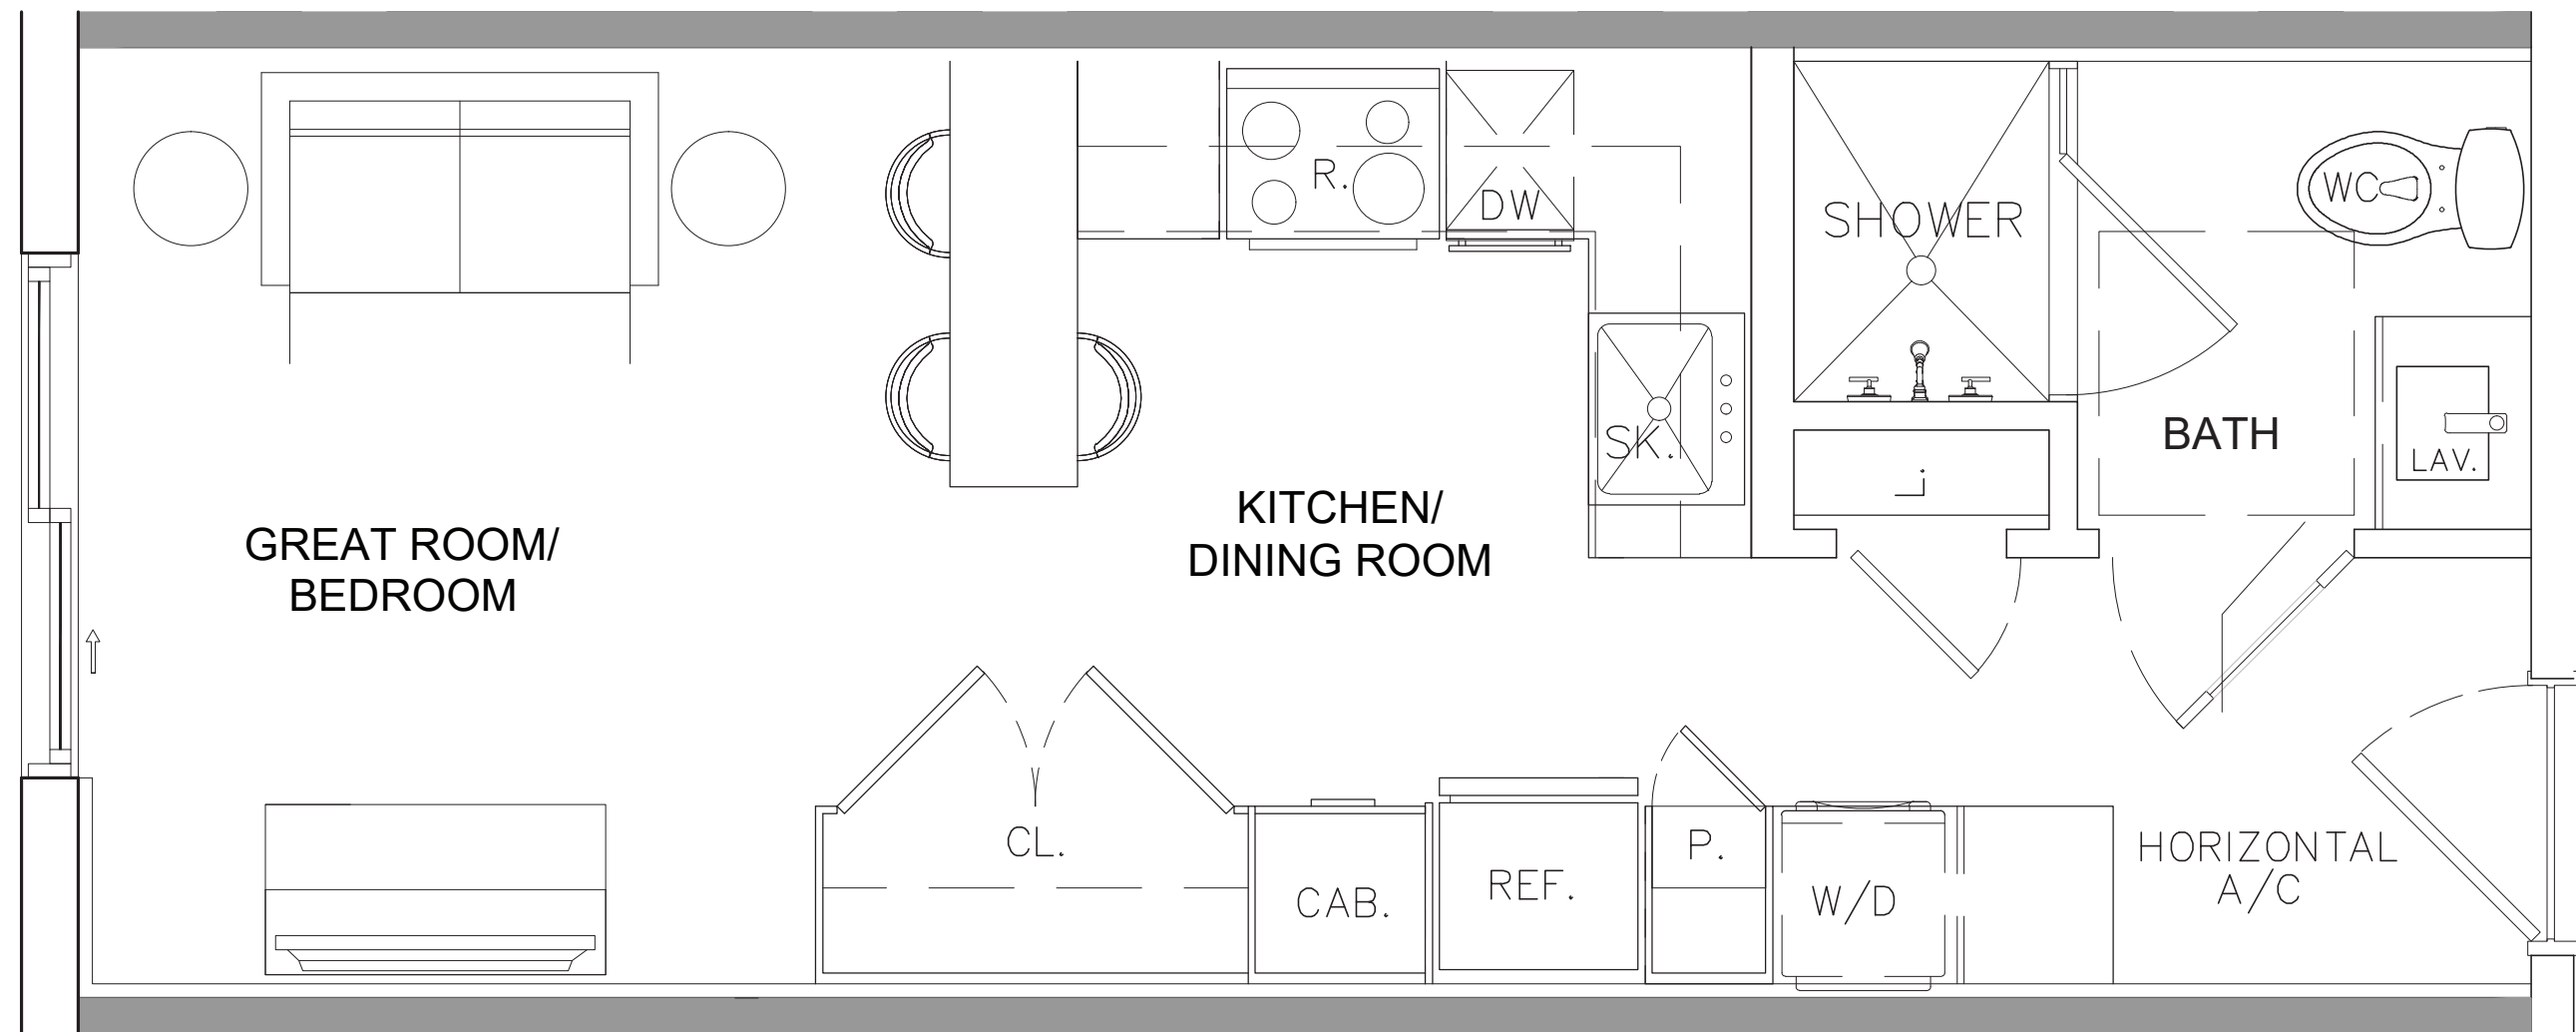 R.
DW
SHOWER
WC
SK.
BATH
LAV.
GREAT ROOM/
BEDROOM
KITCHEN/
DINING ROOM
CL.
CAB.
REF.
P.
W/D
HORIZONTAL
A/C